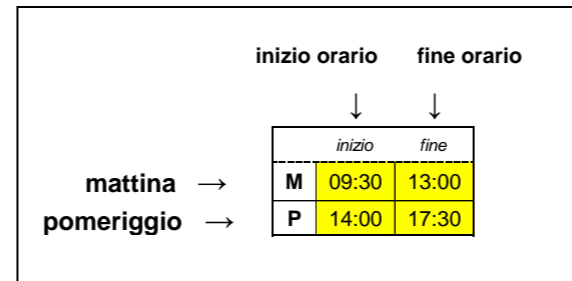 inizio orario fine orario
↓ ↓
inizio fine
mattina → M 09:30 13:00
pomeriggio → P 14:00 17:30